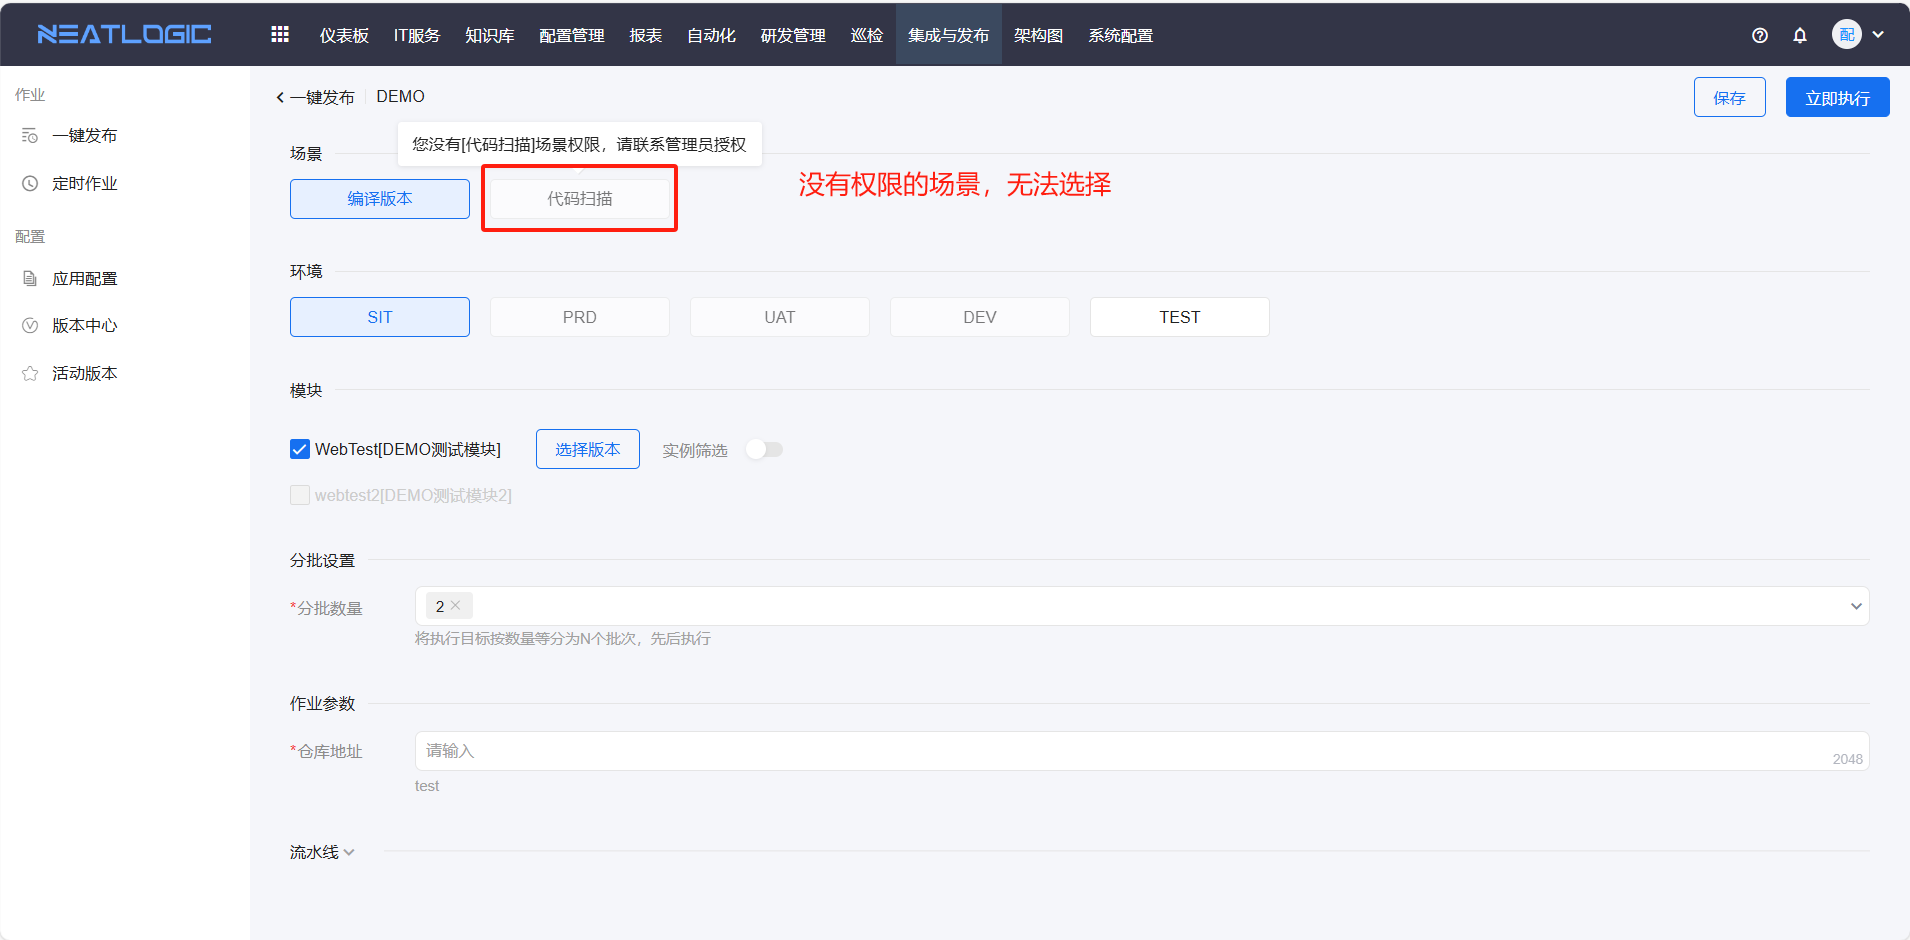 NEATLOGIC 仪表板 IT服务 知识库 配置管理 报表 自动化 研发管理 巡检 集成与发布 架构图 系统配置 配
作业
一键发布
定时作业
配置
应用配置
版本中心
活动版本
一键发布 DEMO 保存 立即执行
您没有[代码扫描]场景权限，请联系管理员授权
场景
编译版本 代码扫描 没有权限的场景，无法选择
环境
SIT PRD UAT DEV TEST
模块
WebTest[DEMO测试模块] 选择版本 实例筛选
webtest2[DEMO测试模块2]
分批设置
*分批数量 2
将执行目标按数量等分为N个批次，先后执行
作业参数
*仓库地址 请输入 2048
test
流水线